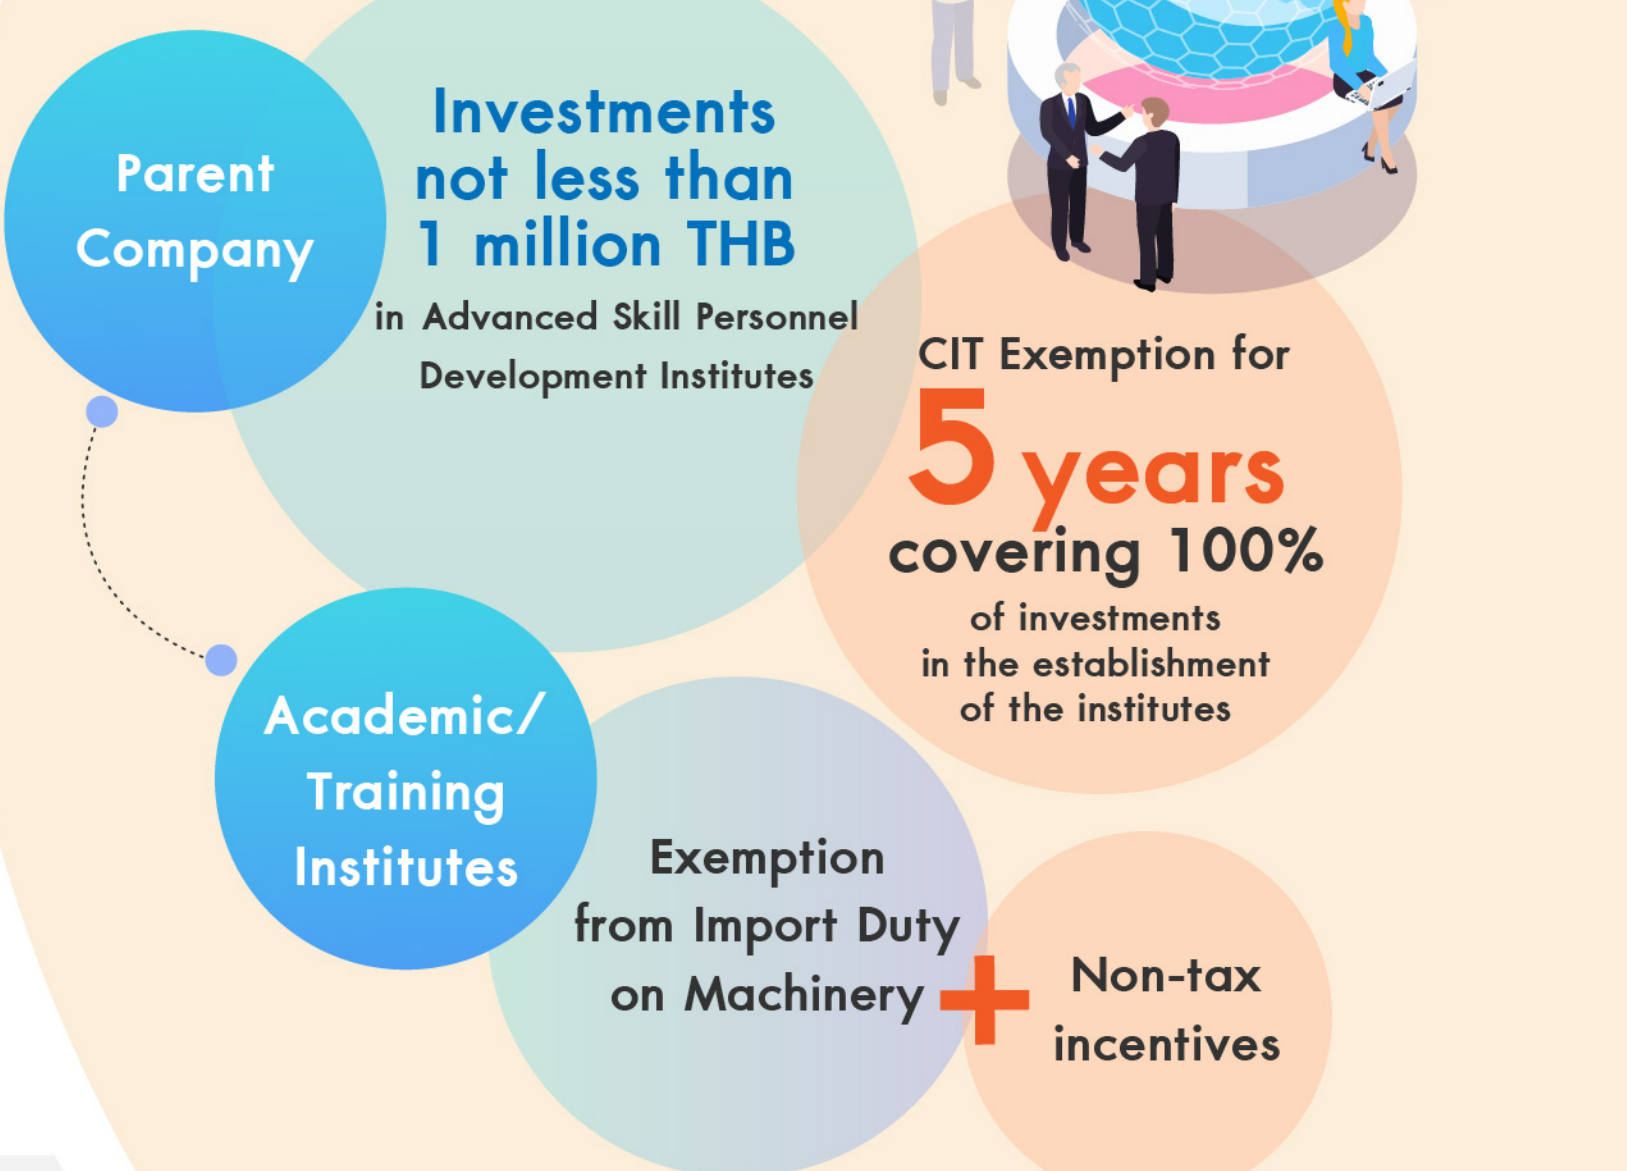 Parent
Company
Investments
not less than
1 million THB
in Advanced Skill Personnel
Development Institutes
CIT Exemption for
5 years
covering 100%
of investments
in the establishment
of the institutes
Academic/
Training
Institutes
Exemption
from Import Duty
on Machinery
+
Non-tax
incentives